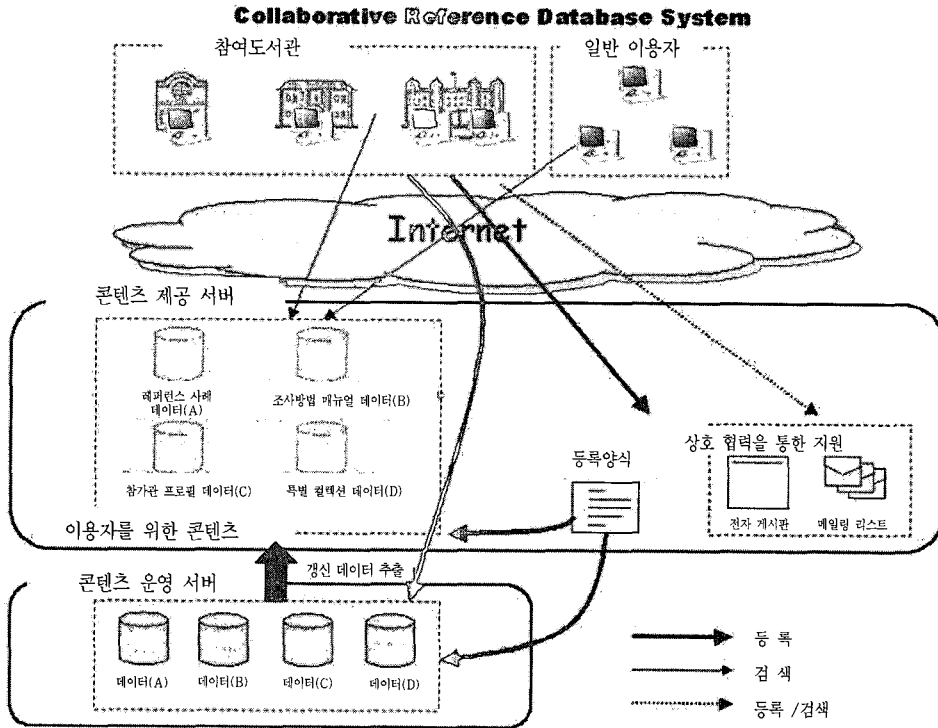 Collaborative Reference Database System
참여도서관
일반 이용자
Internet
콘텐츠 제공 서버
레퍼런스 사례
데이터(A)
조사방법 매뉴얼 데이터(B)
참가관 프로필 데이터(C)
특별 컬렉션 데이터(D)
이용자를 위한 콘텐츠
등록양식
상호 협력을 통한 지원
전자 게시판
메일링 리스트
콘텐츠 운영 서버
갱신 데이터 추출
데이터(A)
데이터(B)
데이터(C)
데이터(D)
등 록
검 색
등록 /검색